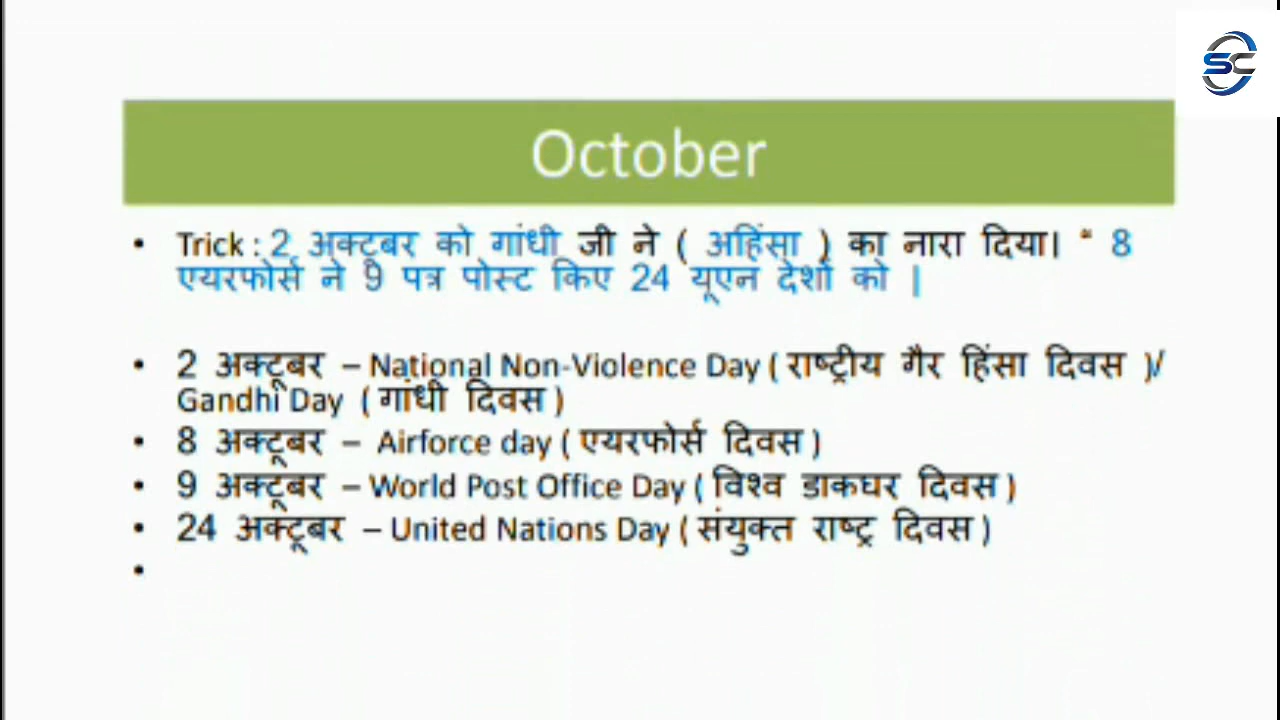 SC
October
• Trick : 2 अक्टूबर को गांधी जी ने ( अहिंसा ) का नारा दिया। " 8
एयरफोर्स ने 9 पत्र पोस्ट किए 24 यूएन देशों को |
• 2 अक्टूबर – National Non-Violence Day ( राष्ट्रीय गैर हिंसा दिवस )/
Gandhi Day ( गांधी दिवस )
• 8 अक्टूबर – Airforce day ( एयरफोर्स दिवस )
• 9 अक्टूबर – World Post Office Day ( विश्व डाकघर दिवस )
• 24 अक्टूबर – United Nations Day ( संयुक्त राष्ट्र दिवस )
•